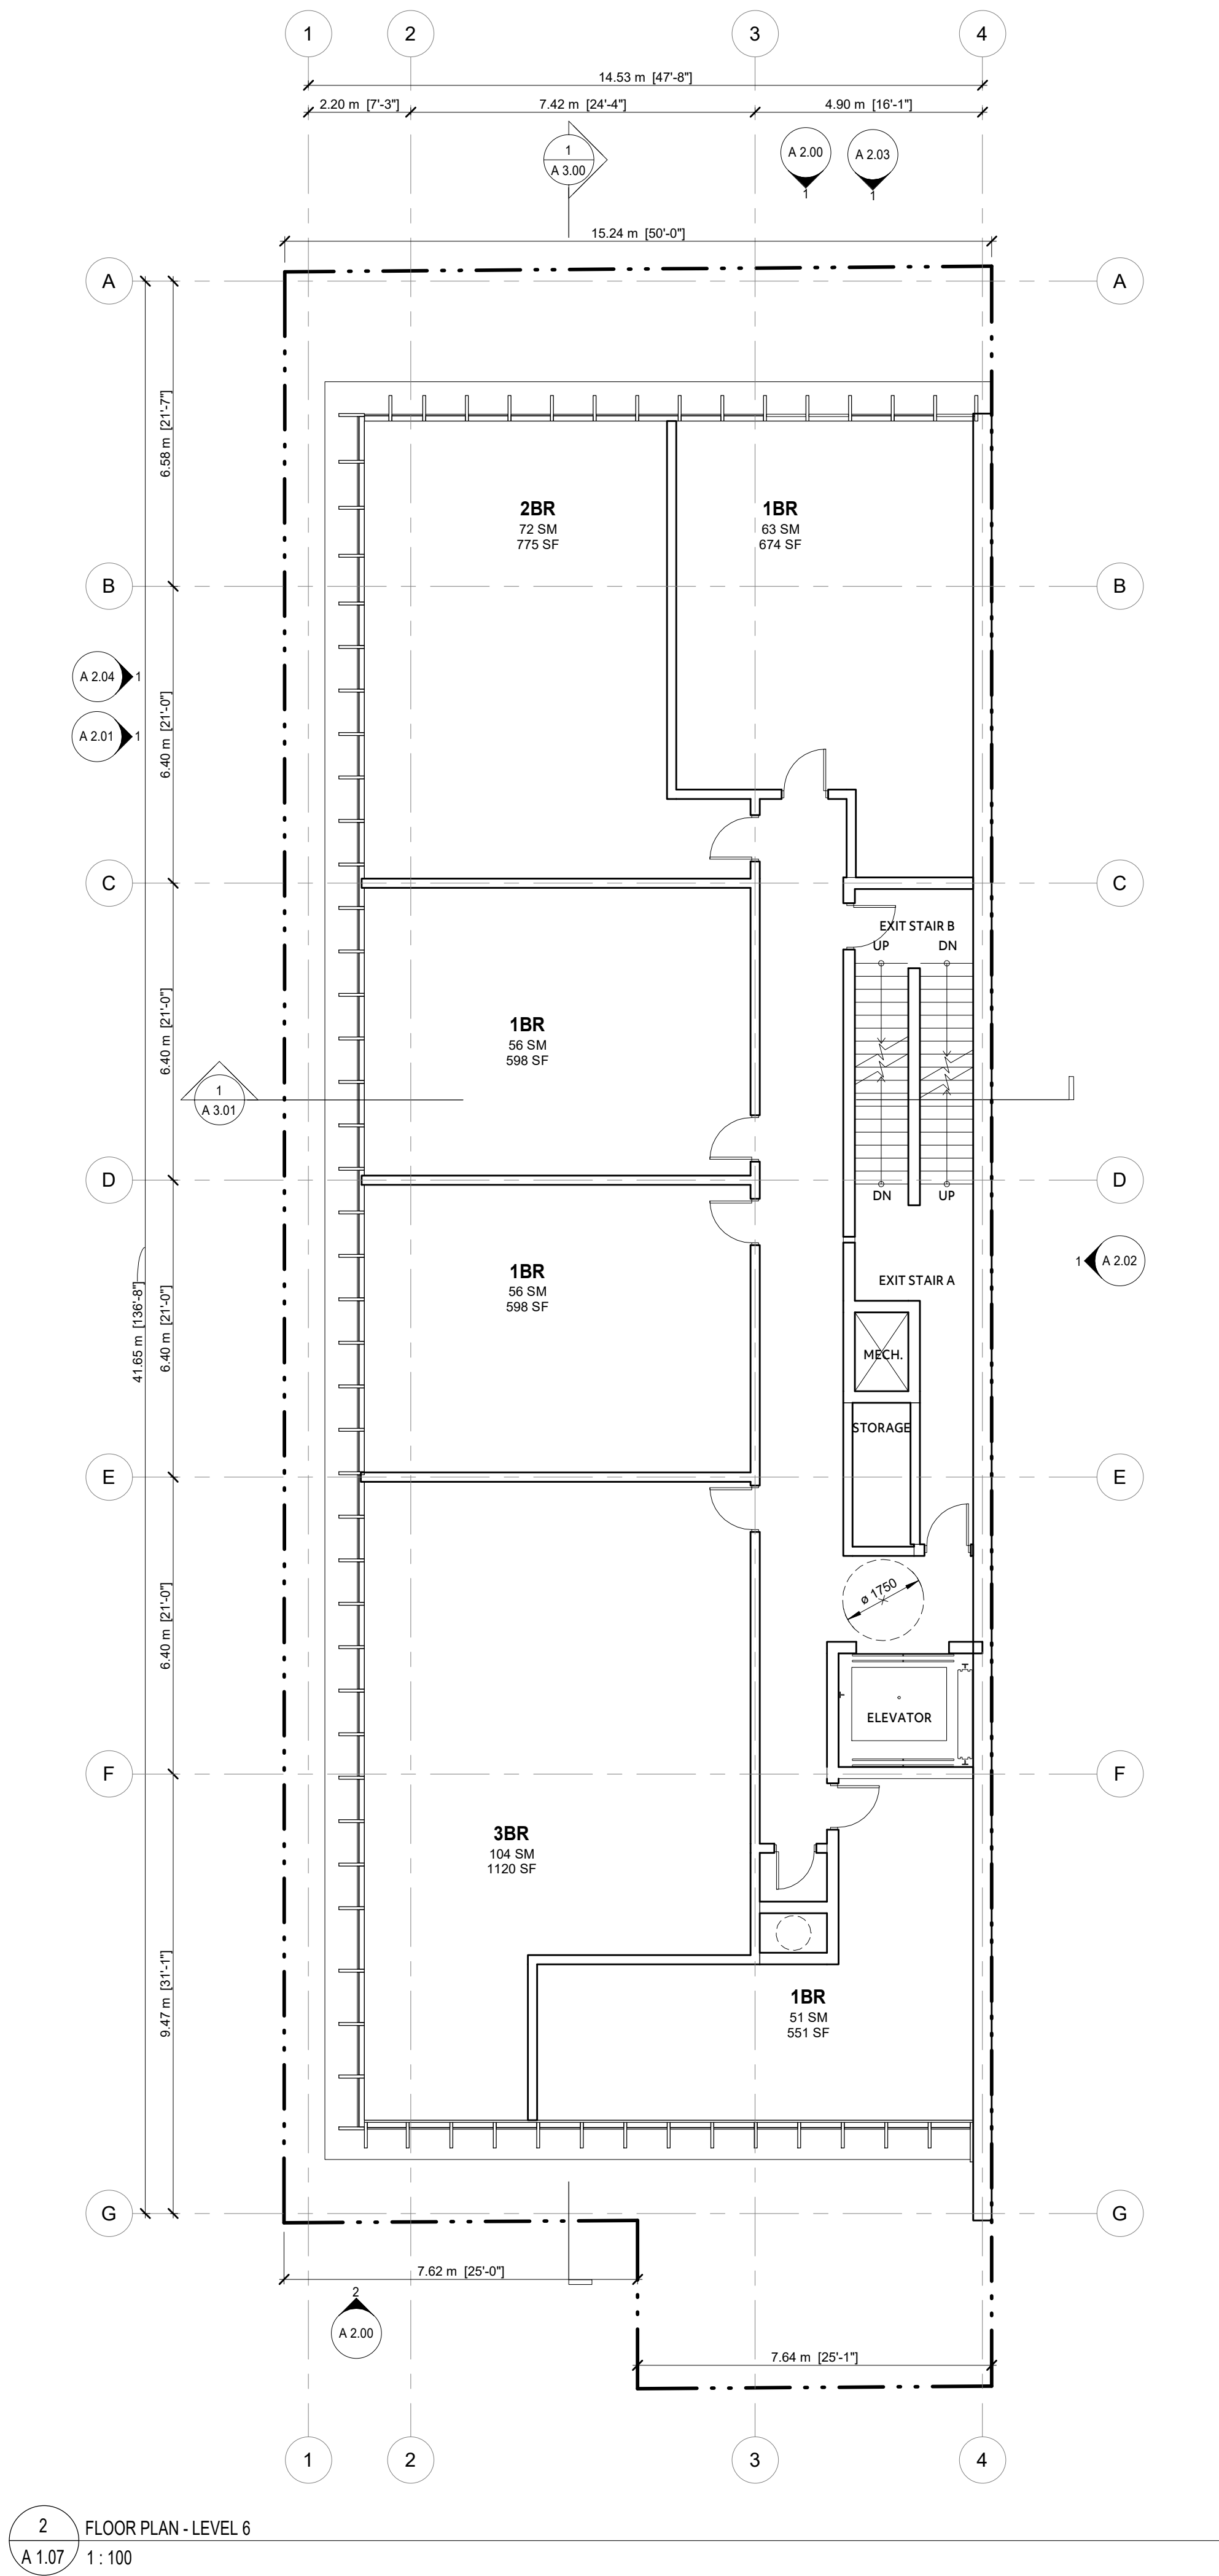 1 2 3 4
14.53 m [47'-8"]
2.20 m [7'-3"] 7.42 m [24'-4"] 4.90 m [16'-1"]
1
A 3.00
A 2.00
1
A 2.03
1
15.24 m [50'-0"]
A A
6.58 m [21'-7"]
2BR
72 SM
775 SF
1BR
63 SM
674 SF
B B
A 2.04 1
A 2.01 1
6.40 m [21'-0"]
C C
EXIT STAIR B
UP DN
6.40 m [21'-0"]
1BR
56 SM
598 SF
1
A 3.01
D D
DN UP
1 A 2.02
EXIT STAIR A
1BR
56 SM
598 SF
41.65 m [136'-8"]
6.40 m [21'-0"]
MECH.
STORAGE
E E
6.40 m [21'-0"]
ø 1750
ELEVATOR
F F
3BR
104 SM
1120 SF
9.47 m [31'-1"]
1BR
51 SM
551 SF
G G
7.62 m [25'-0"]
2
A 2.00
7.64 m [25'-1"]
1 2 3 4
2
A 1.07
FLOOR PLAN - LEVEL 6
1 : 100